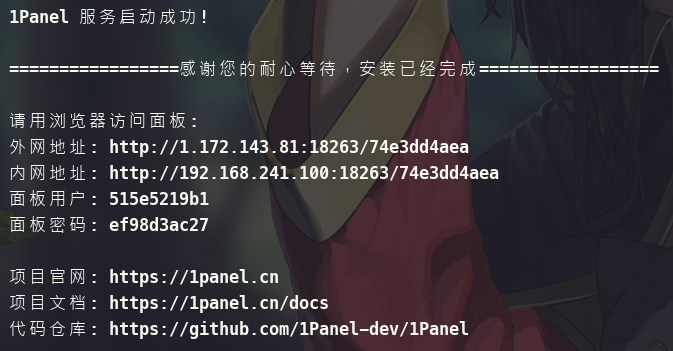 1Panel 服务启动成功!
=================感谢您的耐心等待，安装已经完成==================
请用浏览器访问面板:
外网地址: http://1.172.143.81:18263/74e3dd4aea
内网地址: http://192.168.241.100:18263/74e3dd4aea
面板用户: 515e5219b1
面板密码: ef98d3ac27
项目官网: https://1panel.cn
项目文档: https://1panel.cn/docs
代码仓库: https://github.com/1Panel-dev/1Panel